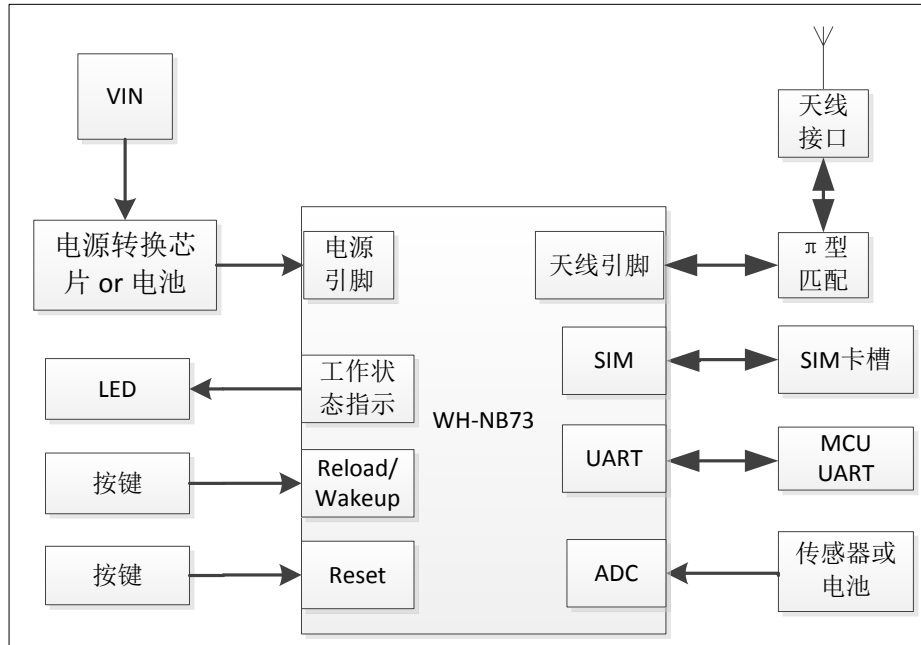 VIN
天线
接口
电源转换芯
片 or 电池
电源
引脚
天线引脚
π 型
匹配
LED
工作状
态指示
WH-NB73
SIM
SIM卡槽
按键
Reload/
Wakeup
UART
MCU
UART
按键
Reset
ADC
传感器或
电池